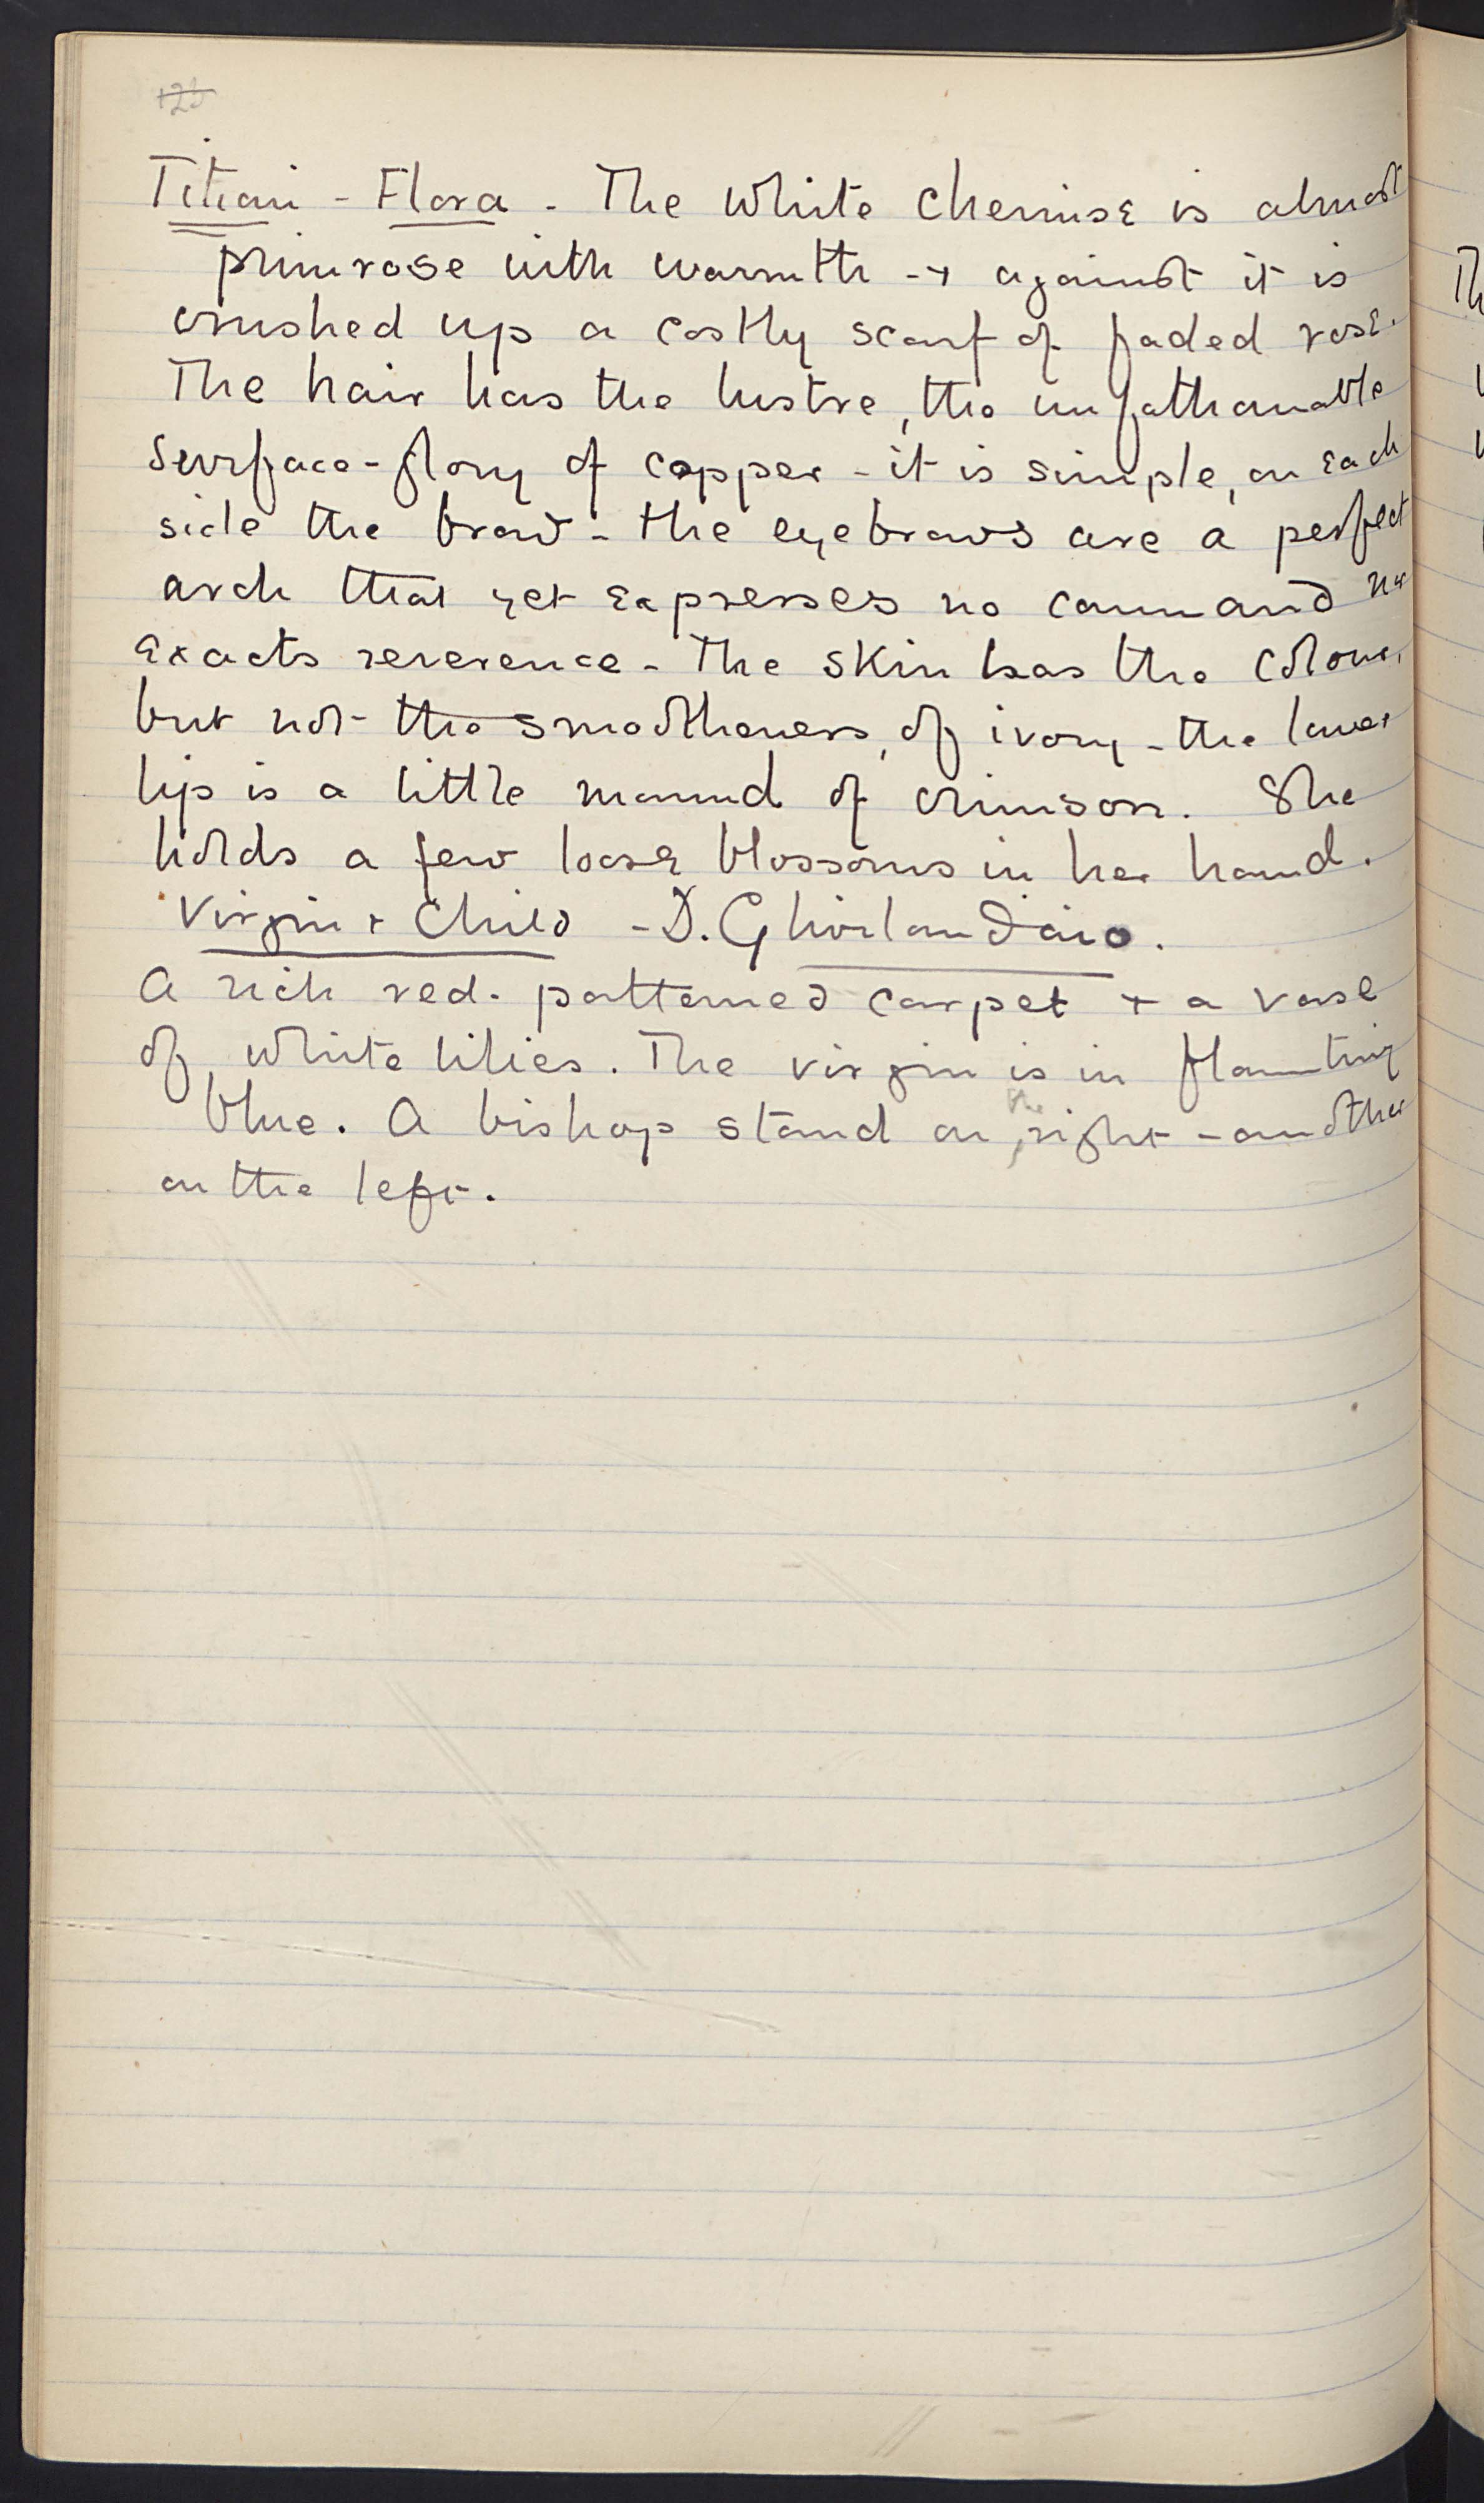 Titian - Flora - The white chemise is almost
primrose with warmth - + against it is
crushed up a costly scarf of faded rose.
The hair has the lustre, the unfathomable
surface-glory of copper - it is simple, on each
side the brow - the eyebrows are a perfect
arch that yet expresses no command nor
exacts reverence - The skin has the colour,
but not the smootheness, of ivory - the lower
lip is a little mound of crimson. She
holds a few loose blossoms in her hand.
Virgin + Child - D. Ghirlandaio.
A rich red-patterned carpet + a vase
of white lilies. The virgin is in flaunting
blue. A bishop stand on the right - another
on the left.